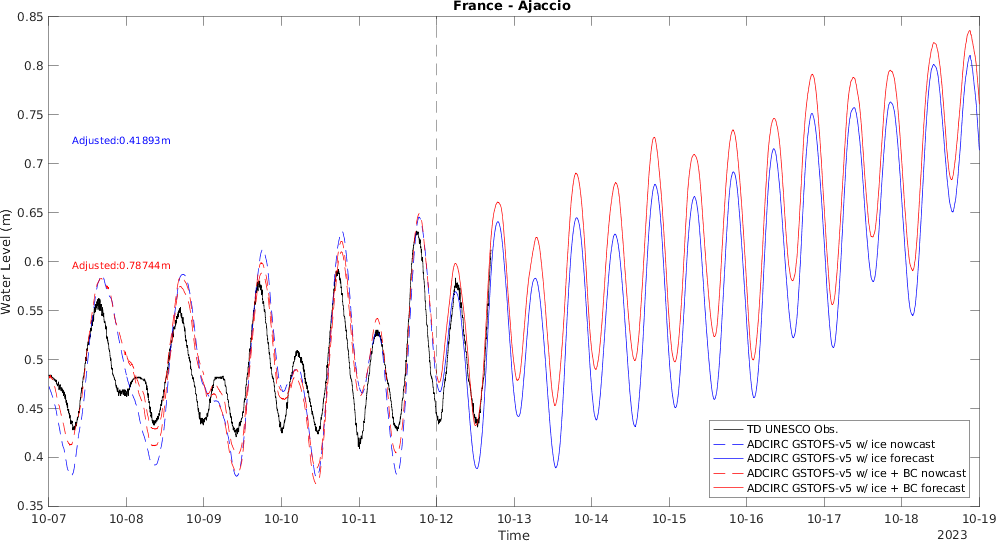 France - Ajaccio
0.85
0.8
0.75
0.7
0.65
0.6
0.55
0.5
0.45
0.4
0.35
Water Level (m)
Adjusted:0.41893m
Adjusted:0.78744m
TD UNESCO Obs.
ADCIRC GSTOFS-v5 w/ ice nowcast
ADCIRC GSTOFS-v5 w/ ice forecast
ADCIRC GSTOFS-v5 w/ ice + BC nowcast
ADCIRC GSTOFS-v5 w/ ice + BC forecast
10-07 10-08 10-09 10-10 10-11 10-12 10-13 10-14 10-15 10-16 10-17 10-18 10-19
Time
2023